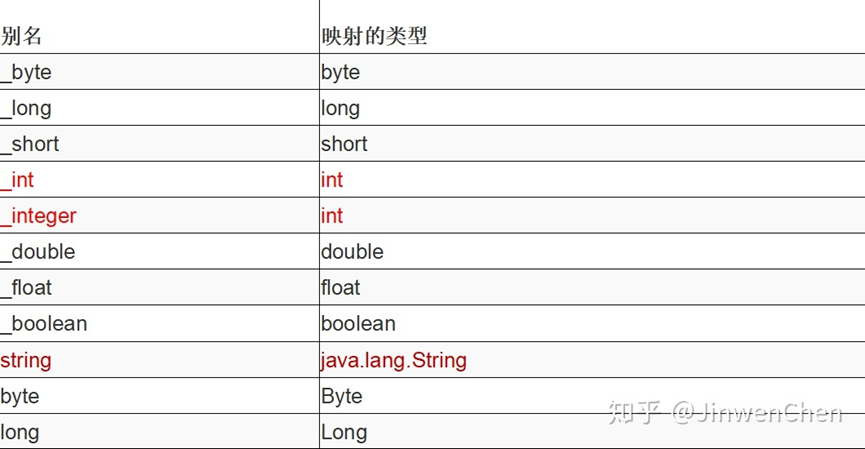 别名 映射的类型
_byte byte
_long long
_short short
_int int
_integer int
_double double
_float float
_boolean boolean
string java.lang.String
byte Byte
long Long
知乎 @JinwenChen